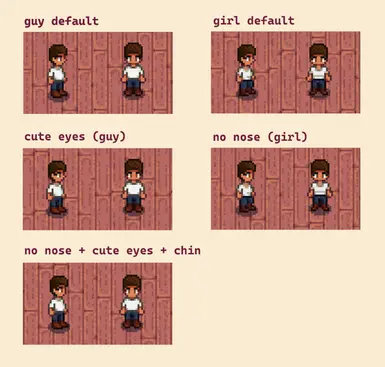 guy default
girl default
cute eyes (guy)
no nose (girl)
no nose + cute eyes + chin